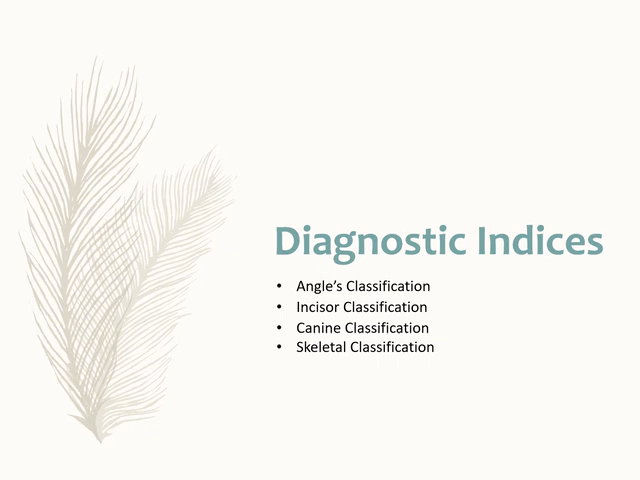 Diagnostic Indices
• Angle’s Classification
• Incisor Classification
• Canine Classification
• Skeletal Classification